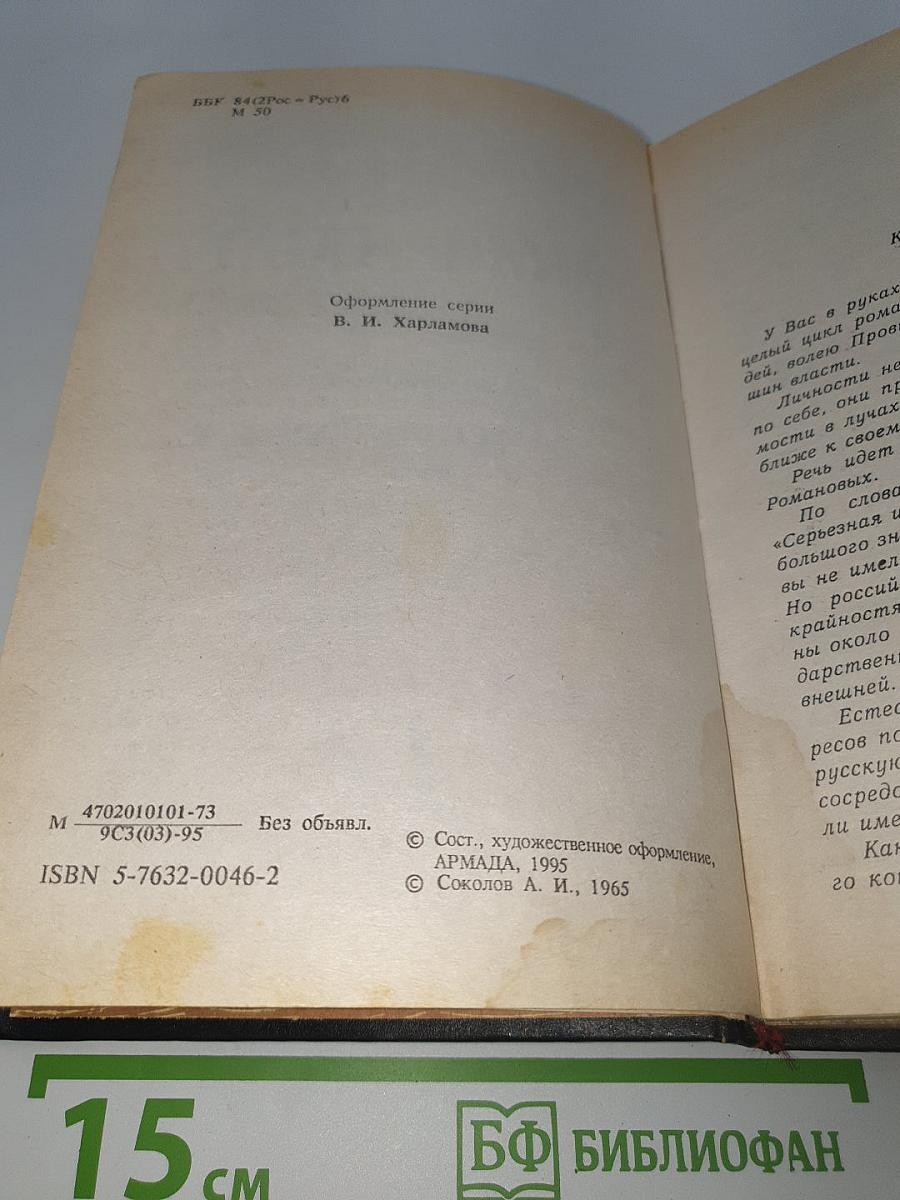 ББК 84(2Рос = Рус)6
М 50
Оформление серии
В. И. Харламова
М 4702010101-73
9С3(03)-95 Без объявл.
ISBN 5-7632-0046-2
© Сост., художественное оформление,
АРМАДА, 1995
© Соколов А. И., 1965
К
У Вас в руках
целый цикл рома
дей, волею Прови
шин власти.
Личности не
по себе, они пр
мости в лучах
ближе к своем
Речь идет
Романовых.
По слова
«Серьезная и
большого зн
вы не имел
Но россий
крайностя
ны около
дарствен
внешней.
Естес
ресов по
русскую
сосредо
ли име
Кан
го ко
15 см
БФ БИБЛИОФАН